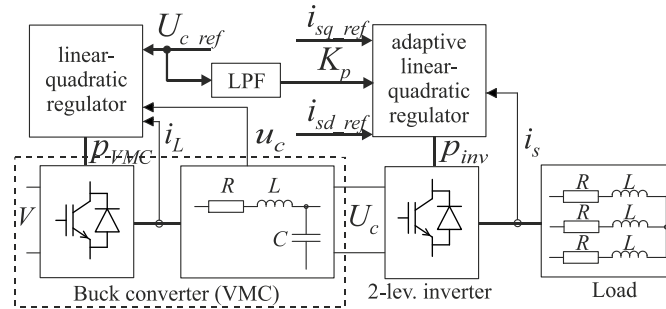 linear-
quadratic
regulator
U_c_ref
LPF
K_p
i_sq_ref
i_sd_ref
adaptive
linear-
quadratic
regulator
p_VMC
i_L
u_c
p_inv
i_s
V
R
L
C
U_c
R
L
R
L
R
L
Buck converter (VMC)
2-lev. inverter
Load